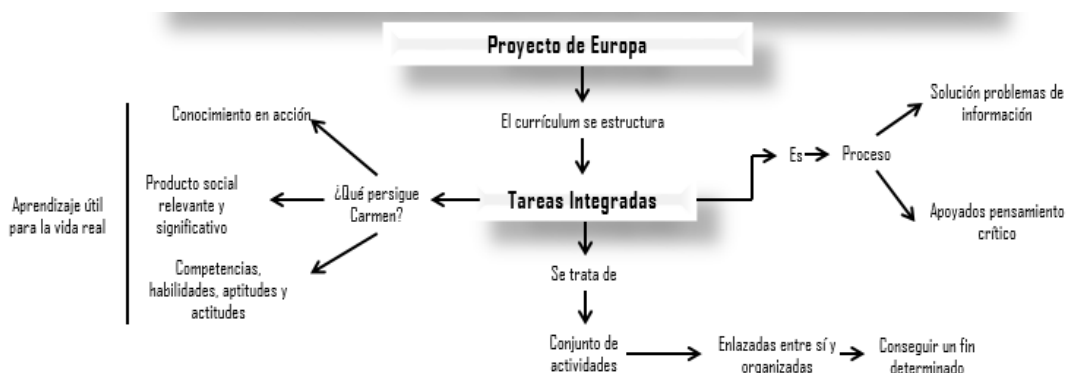 Proyecto de Europa
El currículum se estructura
Tareas Integradas
¿Qué persigue
Carmen?
Conocimiento en acción
Producto social
relevante y
significativo
Competencias,
habilidades, aptitudes y
actitudes
Aprendizaje útil
para la vida real
Es
Proceso
Solución problemas de
información
Apoyados pensamiento
crítico
Se trata de
Conjunto de
actividades
Enlazadas entre sí y
organizadas
Conseguir un fin
determinado